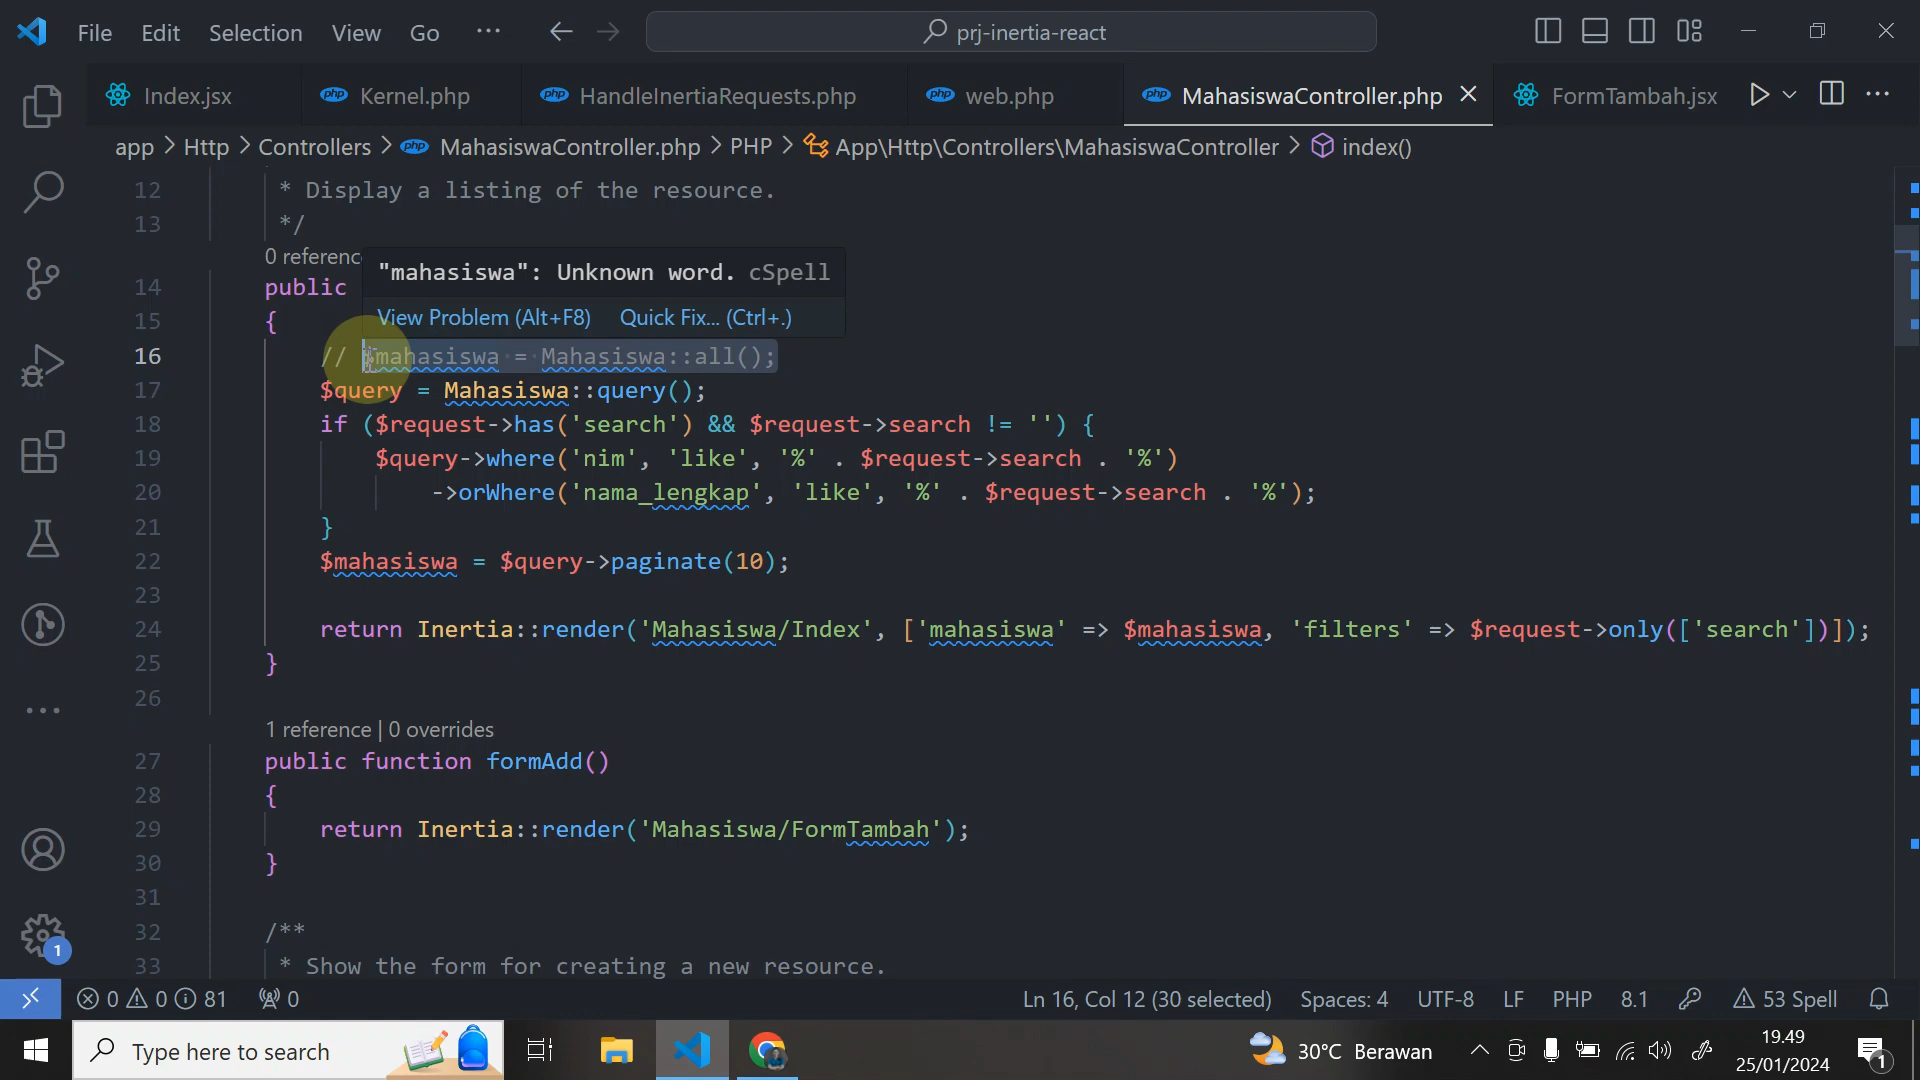 File Edit Selection View Go ··· prj-inertia-react
Index.jsx Kernel.php HandleInertiaRequests.php web.php MahasiswaController.php FormTambah.jsx
app > Http > Controllers > MahasiswaController.php > PHP > App\Http\Controllers\MahasiswaController > index()
12 * Display a listing of the resource.
13 */
0 referenc
"mahasiswa": Unknown word. cSpell
View Problem (Alt+F8) Quick Fix... (Ctrl+.)
14 public
15 {
16 // $mahasiswa = Mahasiswa::all();
17 $query = Mahasiswa::query();
18 if ($request->has('search') && $request->search != '') {
19 $query->where('nim', 'like', '%' . $request->search . '%')
20 ->orWhere('nama_lengkap', 'like', '%' . $request->search . '%');
21 }
22 $mahasiswa = $query->paginate(10);
23
24 return Inertia::render('Mahasiswa/Index', ['mahasiswa' => $mahasiswa, 'filters' => $request->only(['search'])]);
25 }
26
1 reference | 0 overrides
27 public function formAdd()
28 {
29 return Inertia::render('Mahasiswa/FormTambah');
30 }
31
32 /**
33 * Show the form for creating a new resource.
1
0 0 81 0 Ln 16, Col 12 (30 selected) Spaces: 4 UTF-8 LF PHP 8.1 53 Spell
Type here to search 30°C Berawan 19.49
25/01/2024 1